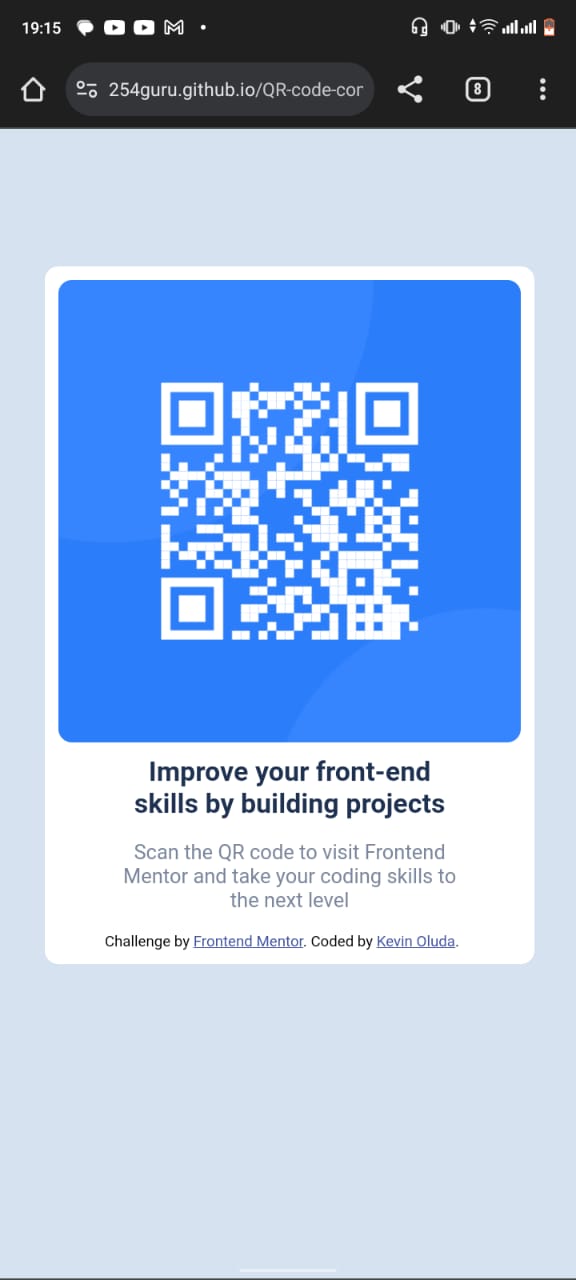 19:15
254guru.github.io/QR-code-cor
8
Improve your front-end
skills by building projects
Scan the QR code to visit Frontend
Mentor and take your coding skills to
the next level
Challenge by Frontend Mentor. Coded by Kevin Oluda.